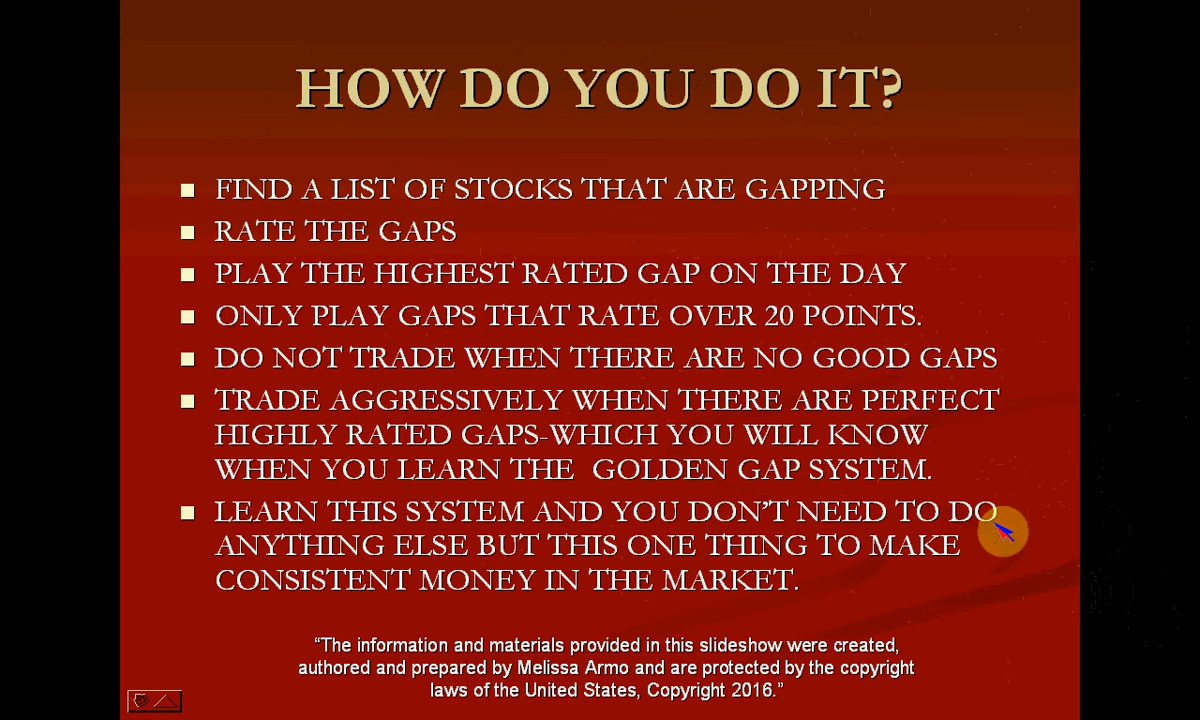 HOW DO YOU DO IT?
FIND A LIST OF STOCKS THAT ARE GAPPING
RATE THE GAPS
PLAY THE HIGHEST RATED GAP ON THE DAY
ONLY PLAY GAPS THAT RATE OVER 20 POINTS.
DO NOT TRADE WHEN THERE ARE NO GOOD GAPS
TRADE AGGRESSIVELY WHEN THERE ARE PERFECT
HIGHLY RATED GAPS-WHICH YOU WILL KNOW
WHEN YOU LEARN THE  GOLDEN GAP SYSTEM.
LEARN THIS SYSTEM AND YOU DON’T NEED TO DO
ANYTHING ELSE BUT THIS ONE THING TO MAKE
CONSISTENT MONEY IN THE MARKET.
“The information and materials provided in this slideshow were created,
authored and prepared by Melissa Armo and are protected by the copyright
laws of the United States, Copyright 2016.”